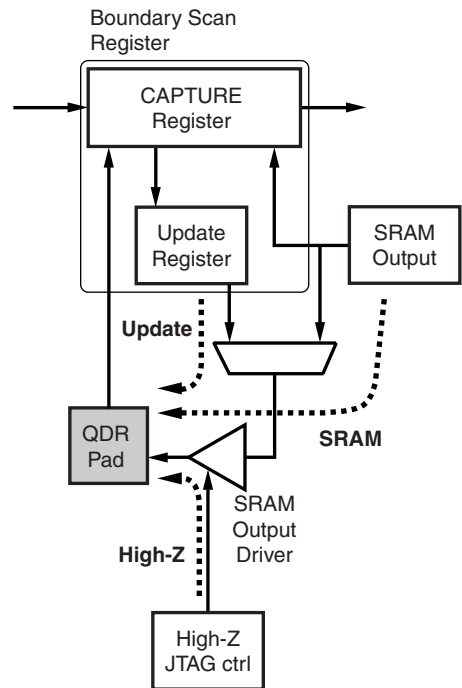 Boundary Scan
Register
CAPTURE
Register
Update
Register
SRAM
Output
Update
SRAM
QDR
Pad
SRAM
Output
Driver
High-Z
High-Z
JTAG ctrl